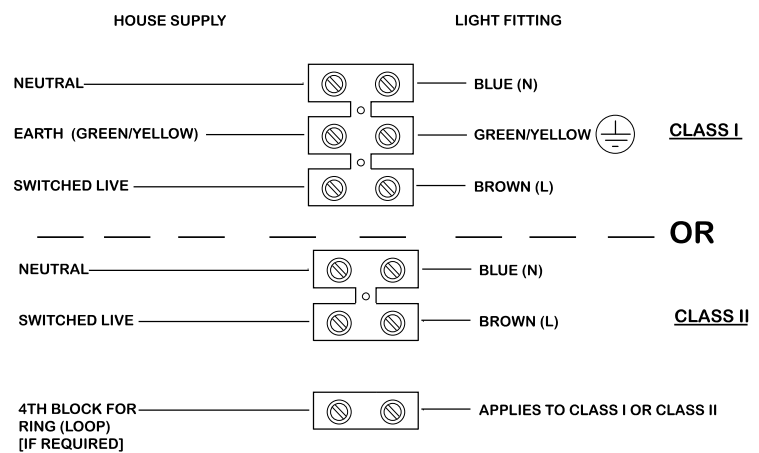 HOUSE SUPPLY
LIGHT FITTING
NEUTRAL
BLUE (N)
EARTH (GREEN/YELLOW)
GREEN/YELLOW
CLASS I
SWITCHED LIVE
BROWN (L)
OR
NEUTRAL
BLUE (N)
SWITCHED LIVE
BROWN (L)
CLASS II
4TH BLOCK FOR
RING (LOOP)
[IF REQUIRED]
APPLIES TO CLASS I OR CLASS II